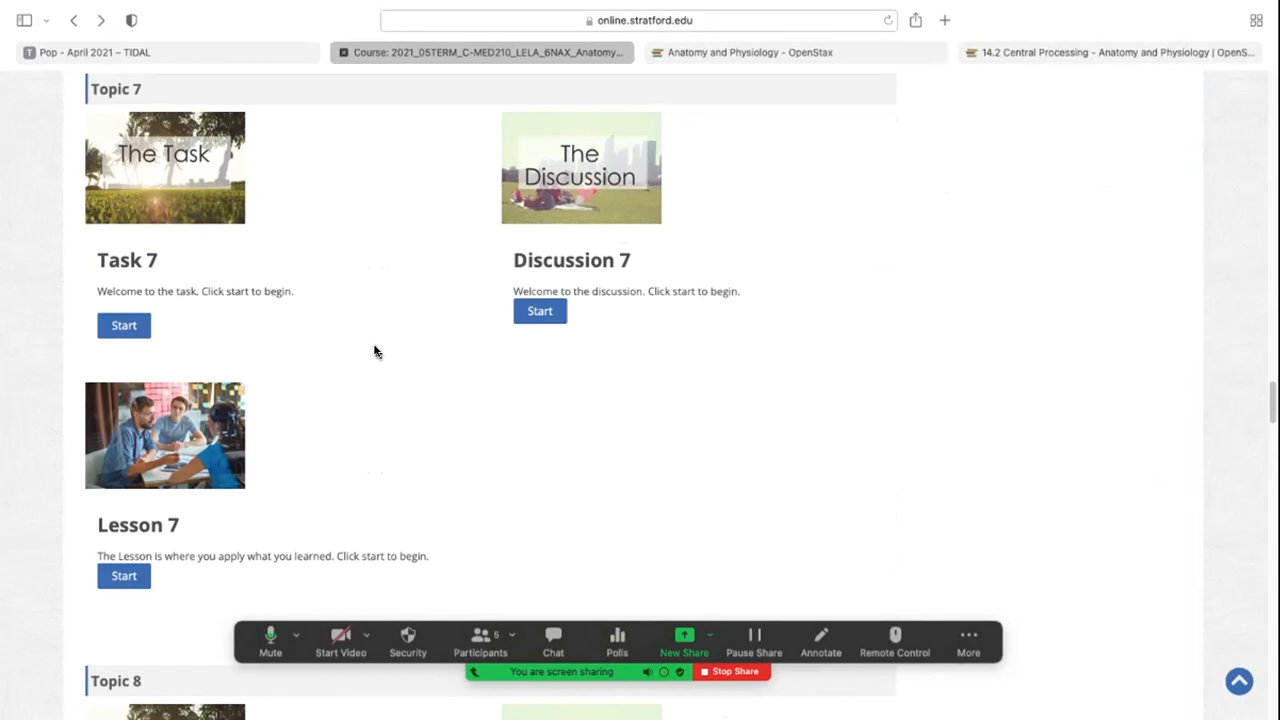 online.stratford.edu
T Pop - April 2021 – TIDAL
Course: 2021_05TERM_C-MED210_LELA_6NAX_Anatomy...
Anatomy and Physiology - OpenStax
14.2 Central Processing - Anatomy and Physiology | OpenS...
Topic 7
The Task
The
Discussion
Task 7
Welcome to the task. Click start to begin.
Start
Discussion 7
Welcome to the discussion. Click start to begin.
Start
Lesson 7
The Lesson is where you apply what you learned. Click start to begin.
Start
Mute
Start Video
Security
5
Participants
Chat
Polls
New Share
Pause Share
Annotate
Remote Control
More
You are screen sharing
Stop Share
Topic 8